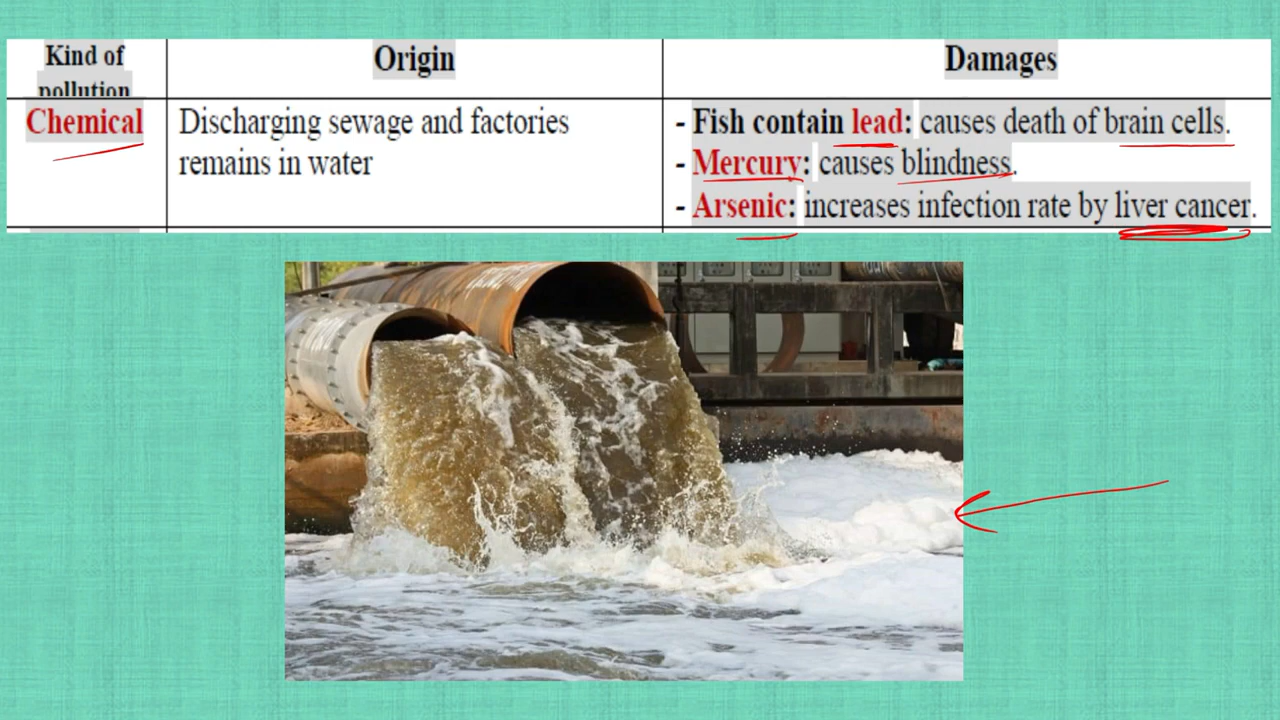 Kind of
pollution
Origin
Damages
Chemical
Discharging sewage and factories
remains in water
- Fish contain lead: causes death of brain cells.
- Mercury: causes blindness.
- Arsenic: increases infection rate by liver cancer.